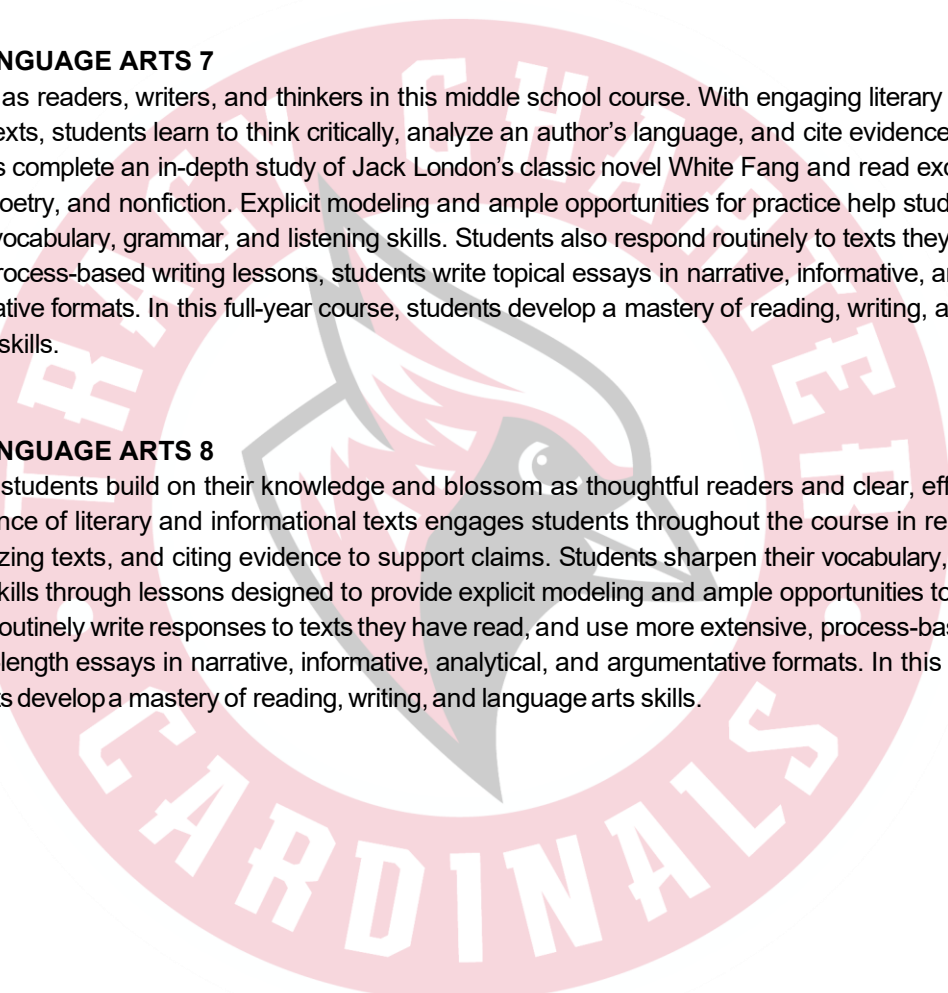 NGUAGE ARTS 7
as readers, writers, and thinkers in this middle school course. With engaging literary
exts, students learn to think critically, analyze an author's language, and cite evidence
s complete an in-depth study of Jack London's classic novel White Fang and read exc
oetry, and nonfiction. Explicit modeling and ample opportunities for practice help stud
vocabulary, grammar, and listening skills. Students also respond routinely to texts they
rocess-based writing lessons, students write topical essays in narrative, informative, a
ative formats. In this full-year course, students develop a mastery of reading, writing, a
skills.
NGUAGE ARTS 8
students build on their knowledge and blossom as thoughtful readers and clear, eff
nce of literary and informational texts engages students throughout the course in re
zing texts, and citing evidence to support claims. Students sharpen their vocabulary,
kills through lessons designed to provide explicit modeling and ample opportunities to
outinely write responses to texts they have read, and use more extensive, process-ba
length essays in narrative, informative, analytical, and argumentative formats. In this
s develop a mastery of reading, writing, and language arts skills.
TRACY CHARTER
CARDINALS